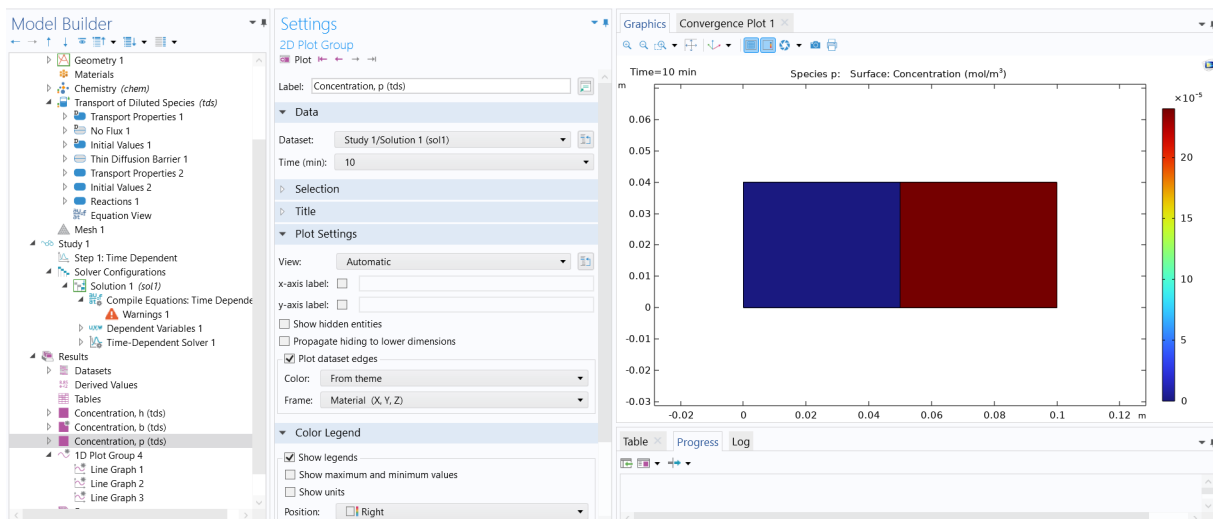 Model Builder
Geometry 1
Materials
Chemistry (chem)
Transport of Diluted Species (tds)
Transport Properties 1
No Flux 1
Initial Values 1
Thin Diffusion Barrier 1
Transport Properties 2
Initial Values 2
Reactions 1
Equation View
Mesh 1
Study 1
Step 1: Time Dependent
Solver Configurations
Solution 1 (sol1)
Compile Equations: Time Depende
Warnings 1
Dependent Variables 1
Time-Dependent Solver 1
Results
Datasets
Derived Values
Tables
Concentration, h (tds)
Concentration, b (tds)
Concentration, p (tds)
1D Plot Group 4
Line Graph 1
Line Graph 2
Line Graph 3
Settings
2D Plot Group
Plot
Label: Concentration, p (tds)
Data
Dataset: Study 1/Solution 1 (sol1)
Time (min): 10
Selection
Title
Plot Settings
View: Automatic
x-axis label:
y-axis label:
Show hidden entities
Propagate hiding to lower dimensions
Plot dataset edges
Color: From theme
Frame: Material (X, Y, Z)
Color Legend
Show legends
Show maximum and minimum values
Show units
Position: Right
Graphics Convergence Plot 1
Time=10 min Species p: Surface: Concentration (mol/m³)
m
×10⁻⁵
0.06
0.05
0.04
0.03
0.02
0.01
0
-0.01
-0.02
-0.03
-0.02 0 0.02 0.04 0.06 0.08 0.1 0.12 m
20
15
10
5
0
Table Progress Log